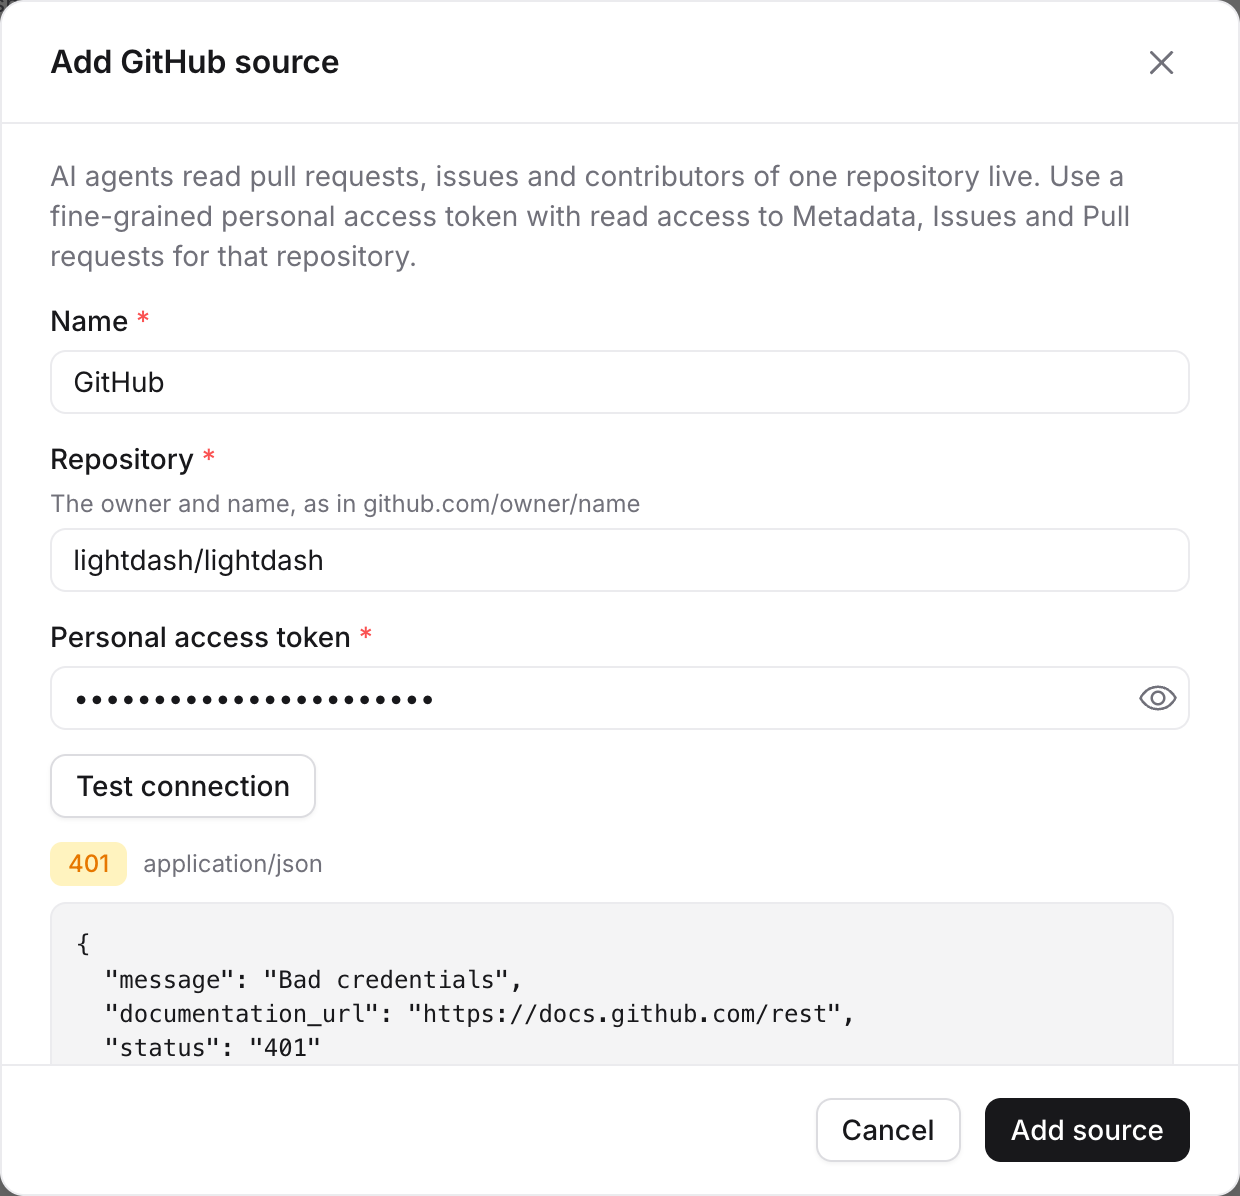 Add GitHub source
AI agents read pull requests, issues and contributors of one repository live. Use a
fine-grained personal access token with read access to Metadata, Issues and Pull
requests for that repository.
Name *
GitHub
Repository *
The owner and name, as in github.com/owner/name
lightdash/lightdash
Personal access token *
•••••••••••••••••••••••
Test connection
401 application/json
{
  "message": "Bad credentials",
  "documentation_url": "https://docs.github.com/rest",
  "status": "401"
Cancel Add source